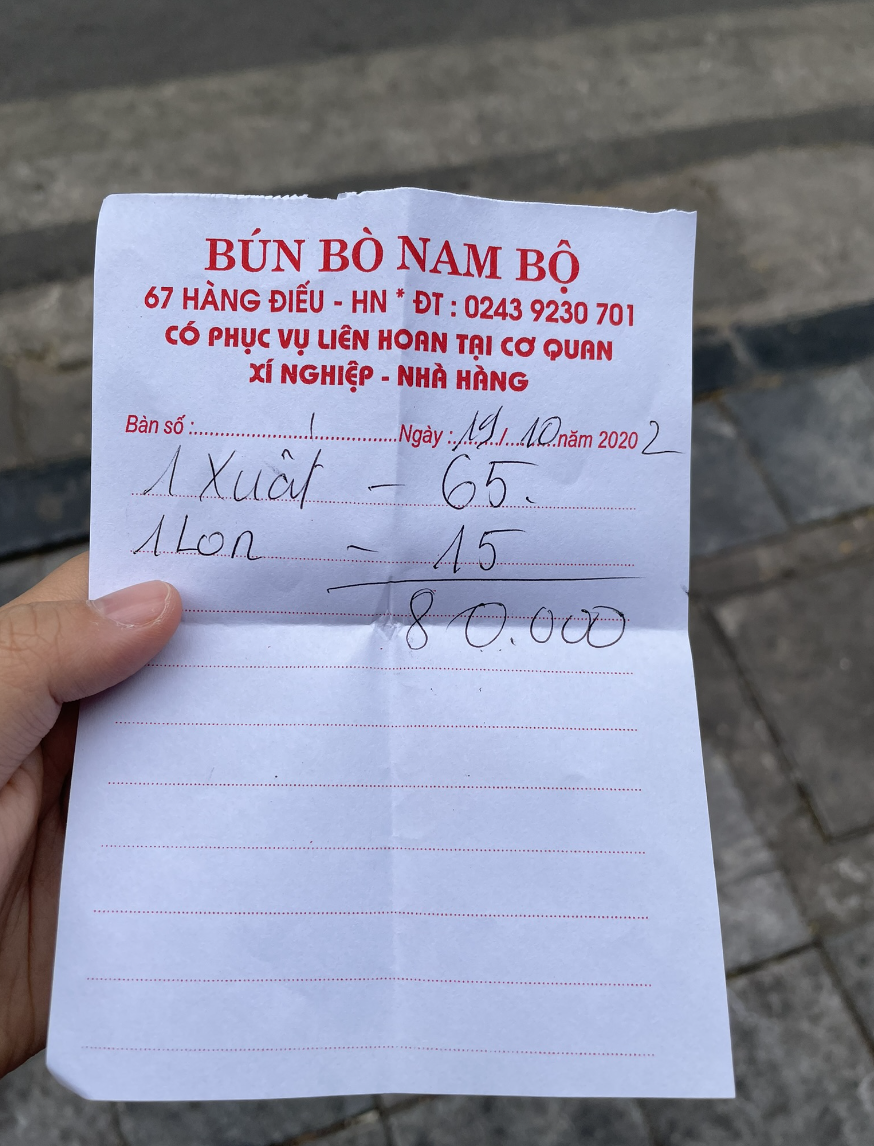 BÚN BÒ NAM BỘ
67 HÀNG ĐIẾU - HN * ĐT : 0243 9230 701
CÓ PHỤC VỤ LIÊN HOAN TẠI CƠ QUAN
XÍ NGHIỆP - NHÀ HÀNG
Bàn số :..........1..........Ngày : 19 / 10 năm 2020 2
1 Xuất - 65.
1 Lon - 15
80.000